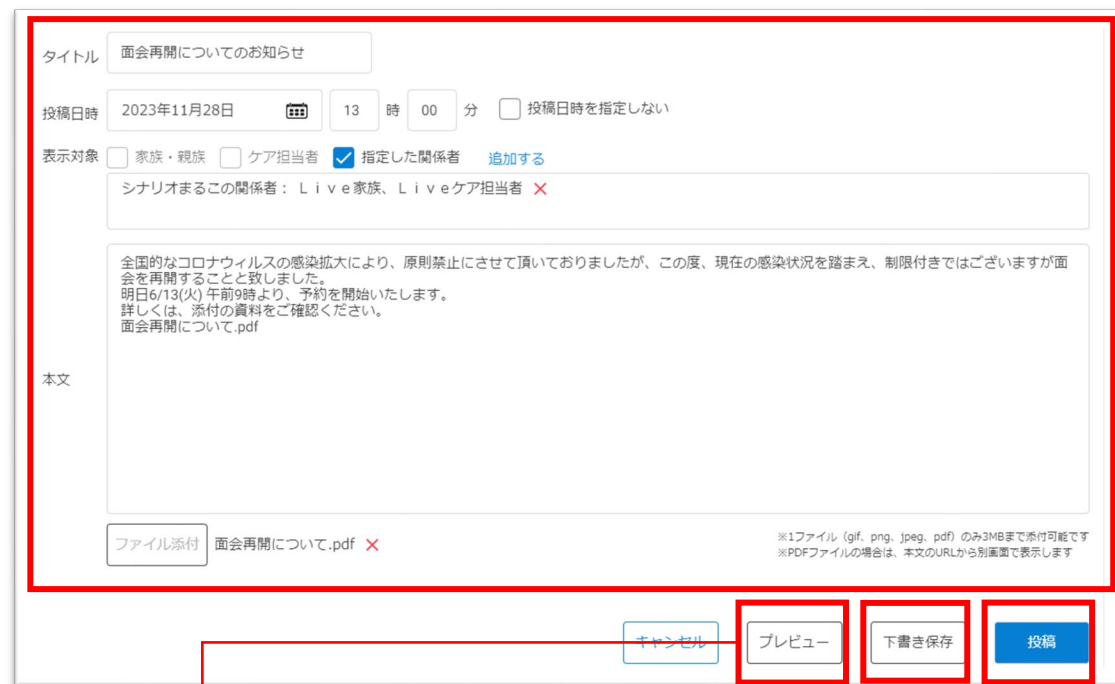 タイトル 面会再開についてのお知らせ
投稿日時 2023年11月28日 13 時 00 分 投稿日時を指定しない
表示対象 家族・親族 ケア担当者 指定した関係者 追加する
シナリオまるこの関係者： Ｌｉｖｅ家族、Ｌｉｖｅケア担当者
全国的なコロナウィルスの感染拡大により、原則禁止にさせて頂いておりましたが、この度、現在の感染状況を踏まえ、制限付きではございますが面
会を再開することと致しました。
明日6/13(火) 午前9時より、予約を開始いたします。
詳しくは、添付の資料をご確認ください。
面会再開について.pdf
本文
ファイル添付 面会再開について.pdf
※1ファイル（gif、png、jpeg、pdf）のみ3MBまで添付可能です
※PDFファイルの場合は、本文のURLから別画面で表示します
キャンセル プレビュー 下書き保存 投稿